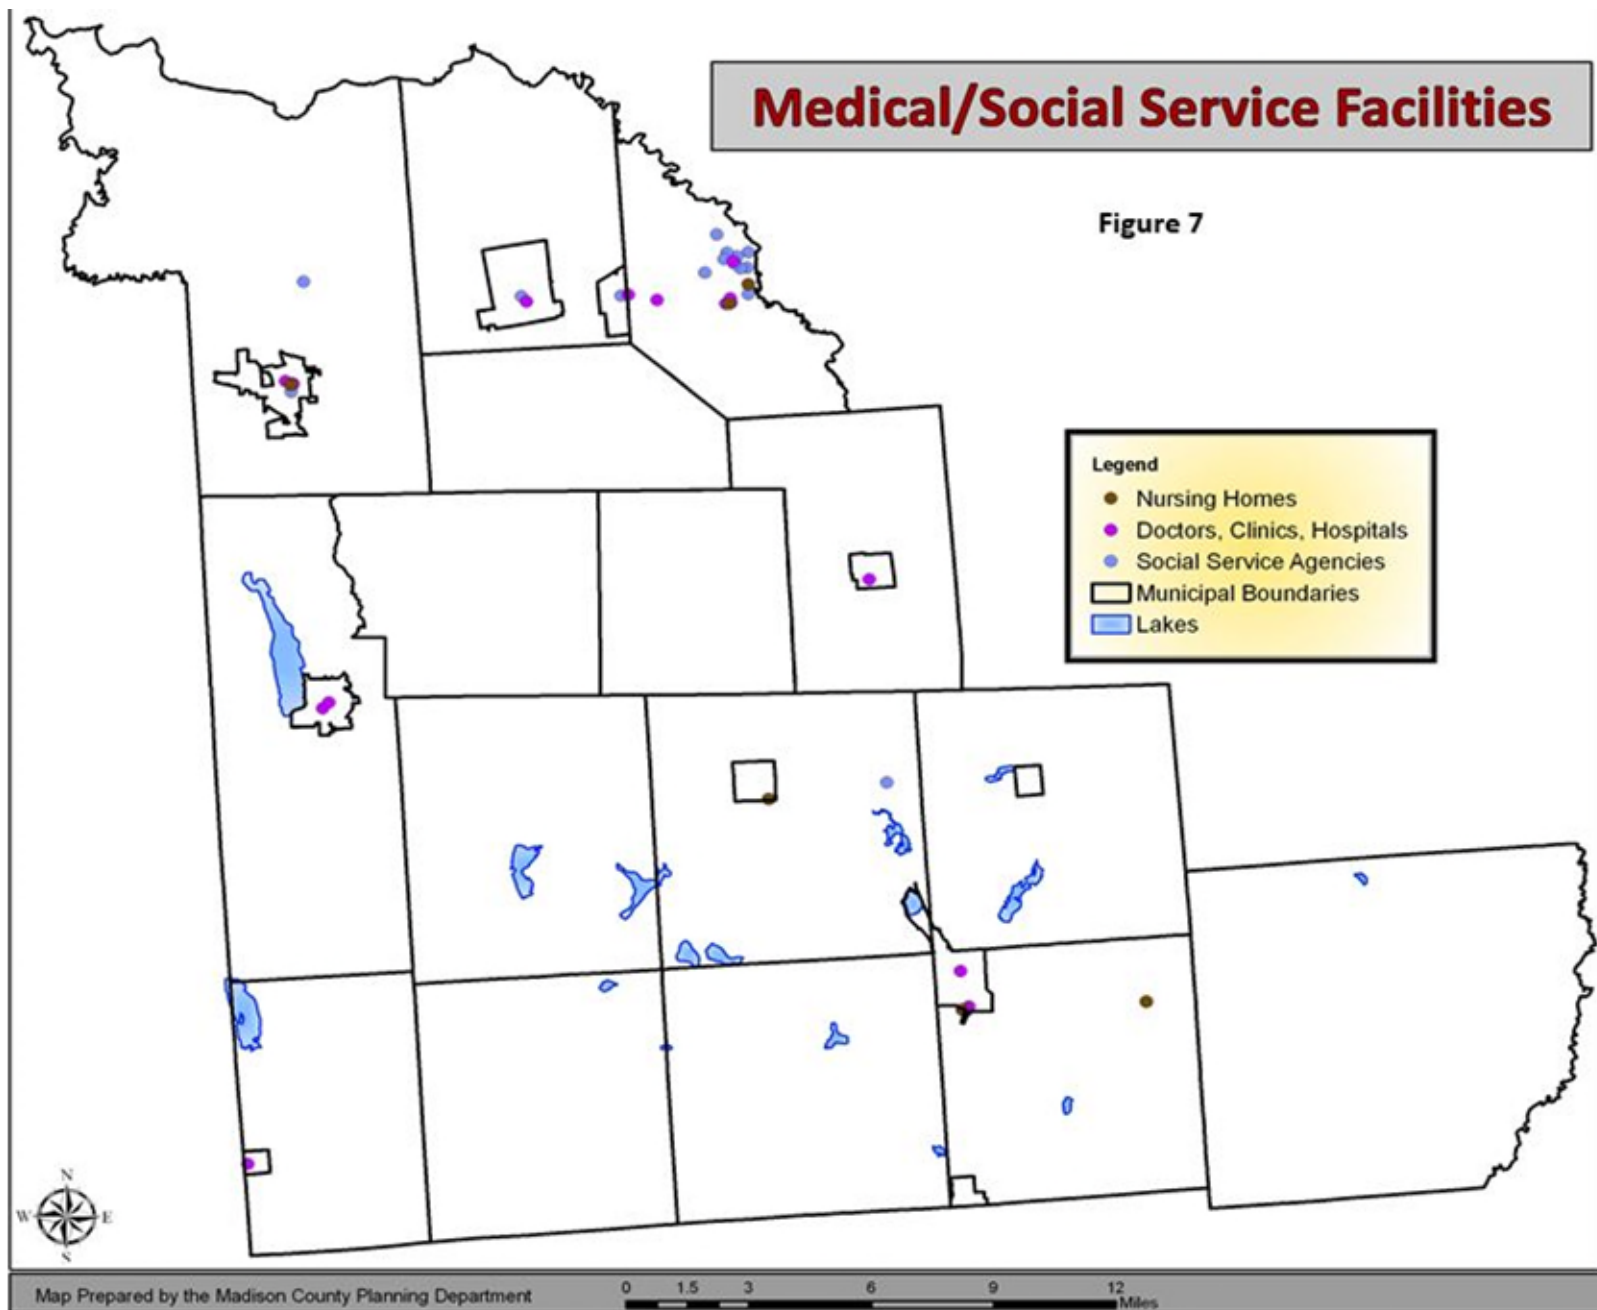 Medical/Social Service Facilities
Figure 7
Legend
Nursing Homes
Doctors, Clinics, Hospitals
Social Service Agencies
Municipal Boundaries
Lakes
N
W E
S
Map Prepared by the Madison County Planning Department
0 1.5 3 6 9 12
Miles